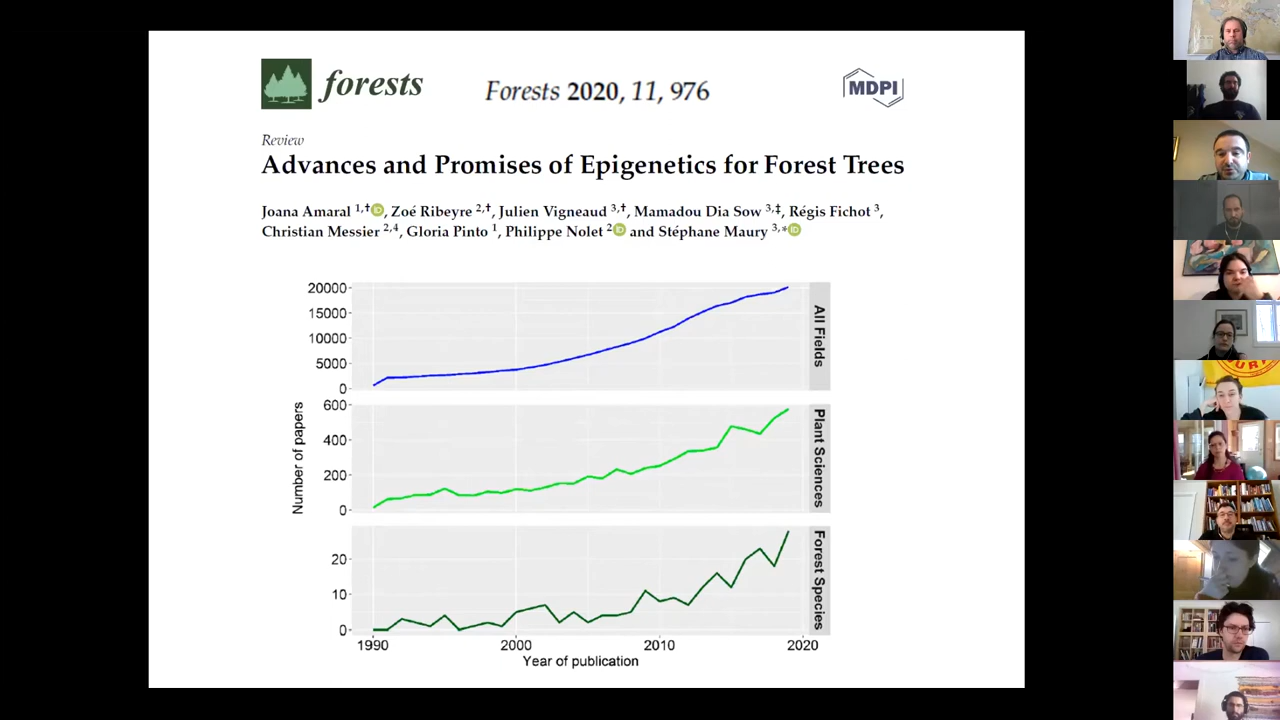 forests
Forests 2020, 11, 976
MDPI
Review
Advances and Promises of Epigenetics for Forest Trees
Joana Amaral 1,†, Zoé Ribeyre 2,†, Julien Vigneaud 3,†, Mamadou Dia Sow 3,‡, Régis Fichot 3,
Christian Messier 2,4, Gloria Pinto 1, Philippe Nolet 2 and Stéphane Maury 3,*
20000
15000
10000
5000
0
All Fields
600
400
200
0
Plant Sciences
20
10
0
Forest Species
Number of papers
1990 2000 2010 2020
Year of publication